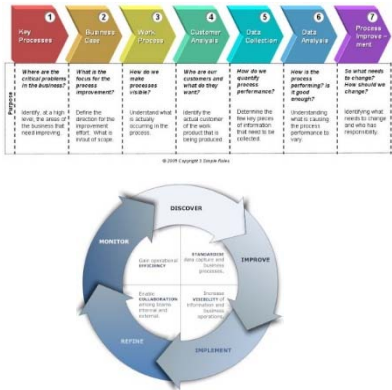 1
Key
Processes
2
Business
Case
3
Work
Process
4
Customer
Analysis
5
Data
Collection
6
Data
Analysis
7
Process
Improve -
ment
Purpose
Where are the
critical problems
in the business?
Identify, at a high
level, the areas of
the business that
need improving.
What is the
focus for the
process
improvement?
Define the
direction for the
improvement
effort. What is
in/out of scope.
How do we
make
processes
visible?
Understand what
is actually
occurring in the
process.
Who are our
customers and
what do they
want?
Identify the
actual customer
of the work
product that is
being produced
How do we
quantify
process
performance?
Determine the
few key pieces
of information
that need to be
collected.
How is the
process
performing? Is
it good
enough?
Understanding
what is causing
the process
performance to
vary.
So what
needs to
change?
How should we
change?
Identifying what
needs to change
and who has
responsibility.
DISCOVER
IMPROVE
IMPLEMENT
REFINE
MONITOR
Gain operational
EFFICIENCY
STANDARDIZE
data capture and
business
processes.
Enable
COLLABORATION
among teams
internal and
external.
Increase
VISIBILITY of
information and
business
operations.